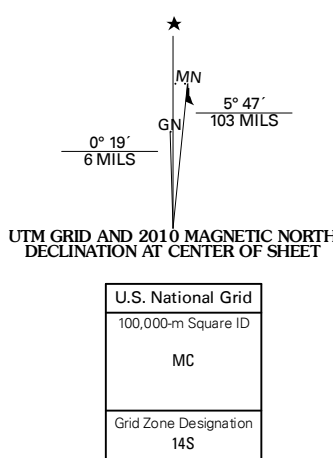 MN
5° 47´
103 MILS
GN
0° 19´
6 MILS
UTM GRID AND 2010 MAGNETIC NORTH
DECLINATION AT CENTER OF SHEET
U.S. National Grid
100,000-m Square ID
MC
Grid Zone Designation
14S